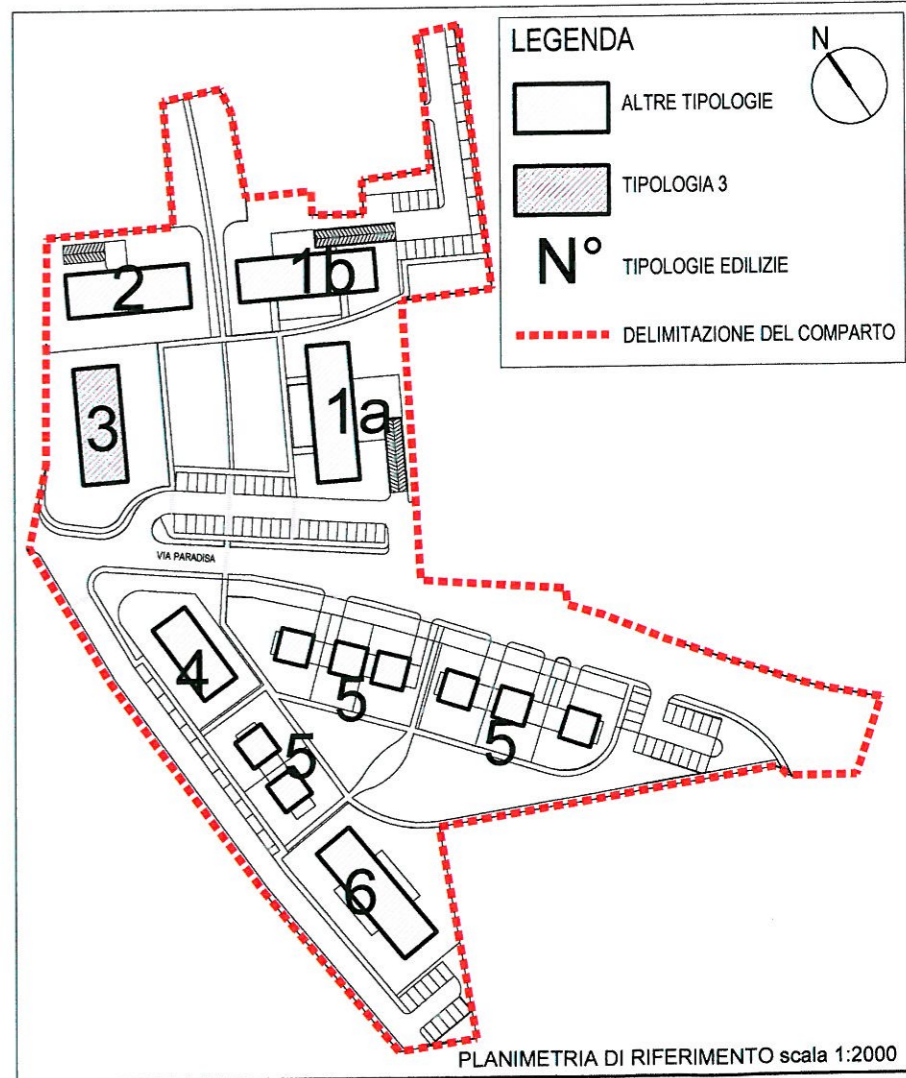 LEGENDA
N
ALTRE TIPOLOGIE
TIPOLOGIA 3
N° TIPOLOGIE EDILIZIE
DELIMITAZIONE DEL COMPARTO
2
1b
3
1a
VIA PARADISA
4
5
5
5
6
PLANIMETRIA DI RIFERIMENTO scala 1:2000